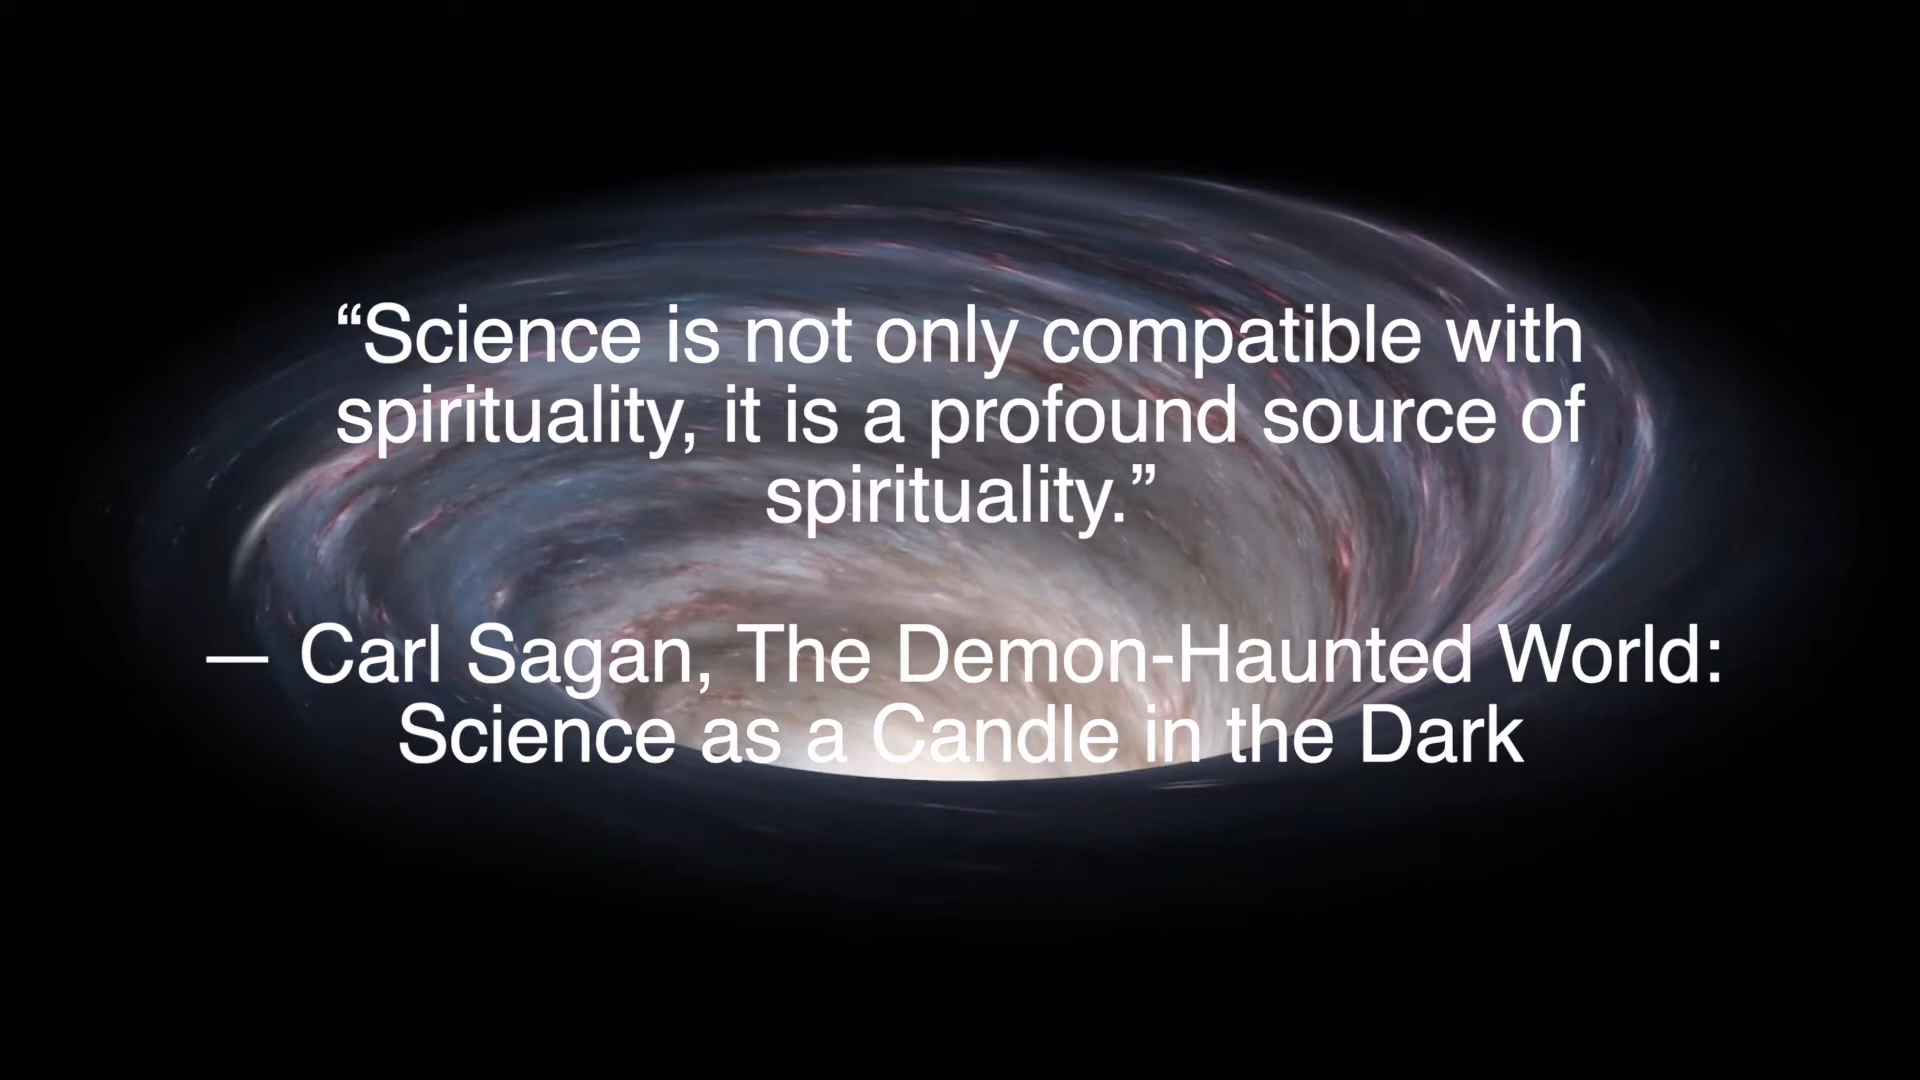 “Science is not only compatible with
spirituality, it is a profound source of
spirituality.”
— Carl Sagan, The Demon-Haunted World:
Science as a Candle in the Dark